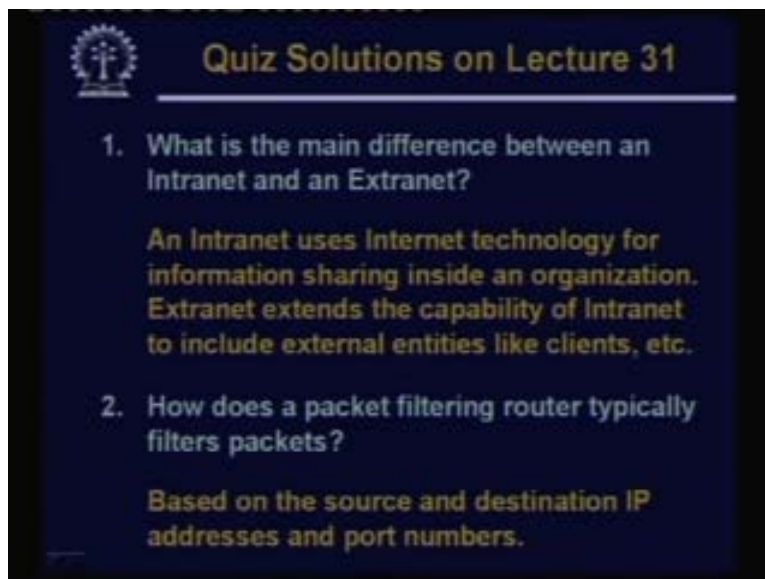 Quiz Solutions on Lecture 31
1. What is the main difference between an
Intranet and an Extranet?
An Intranet uses Internet technology for
information sharing inside an organization.
Extranet extends the capability of Intranet
to include external entities like clients, etc.
2. How does a packet filtering router typically
filters packets?
Based on the source and destination IP
addresses and port numbers.